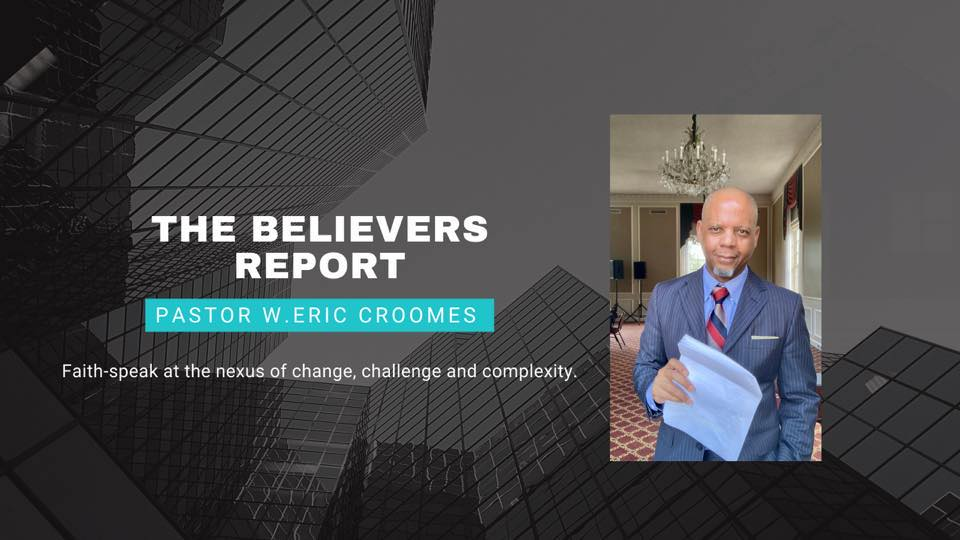 THE BELIEVERS
REPORT
PASTOR W.ERIC CROOMES
Faith-speak at the nexus of change, challenge and complexity.